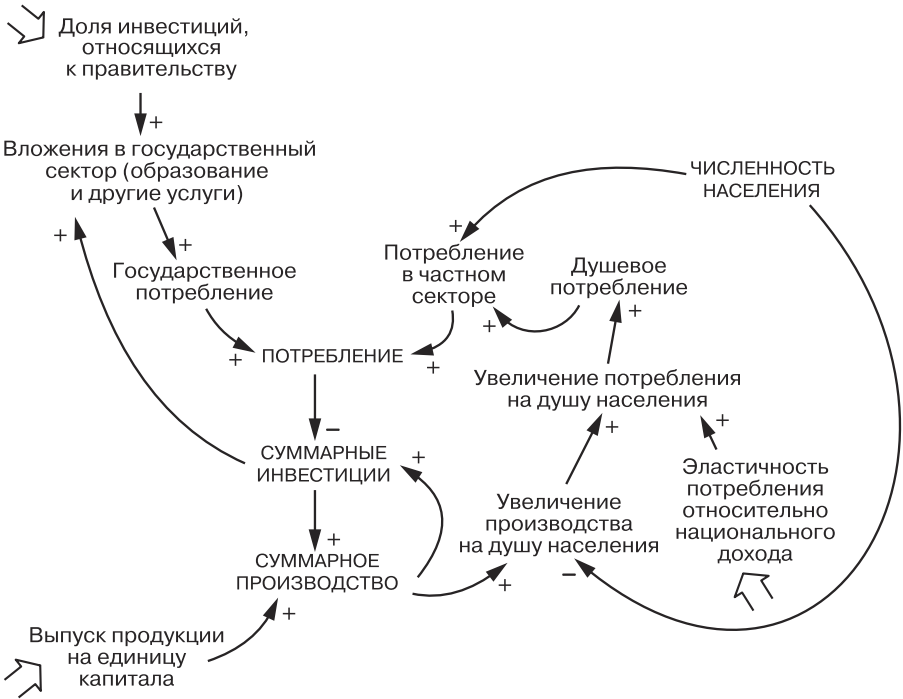 Доля инвестиций,
относящихся
к правительству
+
Вложения в государственный
сектор (образование
и другие услуги)
+
+
Государственное
потребление
+
ЧИСЛЕННОСТЬ
НАСЕЛЕНИЯ
+
Потребление
в частном
секторе
+
Душевое
потребление
+
+
ПОТРЕБЛЕНИЕ
Увеличение потребления
на душу населения
+
+
–
СУММАРНЫЕ
ИНВЕСТИЦИИ
+
Эластичность
потребления
относительно
национального
дохода
Увеличение
производства
на душу населения
–
+
+
СУММАРНОЕ
ПРОИЗВОДСТВО
+
Выпуск продукции
на единицу
капитала